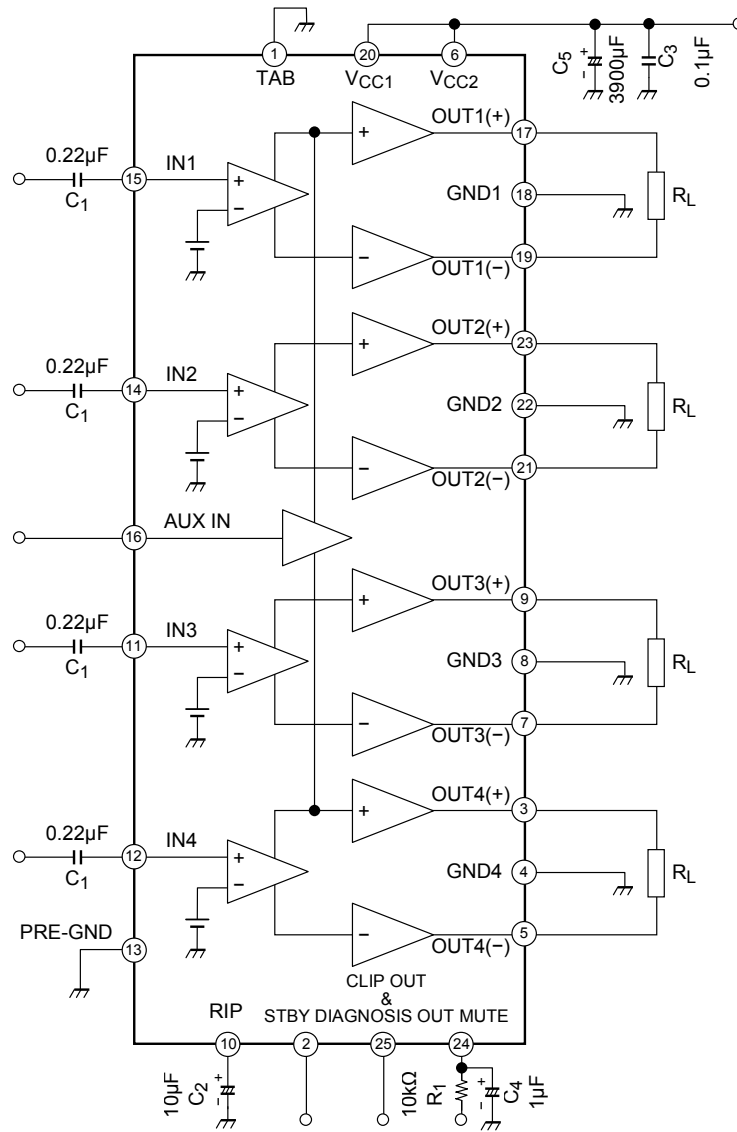 1
TAB
20
VCC1
6
VCC2
C5
+
−
3900µF
C3
0.1µF
OUT1(+)
17
0.22µF
C1
15
IN1
+
−
+
GND1
18
RL
−
OUT1(−)
19
OUT2(+)
23
0.22µF
C1
14
IN2
+
−
+
GND2
22
RL
−
OUT2(−)
21
16
AUX IN
OUT3(+)
9
0.22µF
C1
11
IN3
+
−
+
GND3
8
RL
−
OUT3(−)
7
OUT4(+)
3
0.22µF
C1
12
IN4
+
−
+
GND4
4
RL
−
OUT4(−)
5
PRE-GND
13
CLIP OUT
&
RIP
STBY DIAGNOSIS OUT MUTE
10
2
25
24
10µF
C2
+
−
10kΩ
R1
+
−
C4
1µF